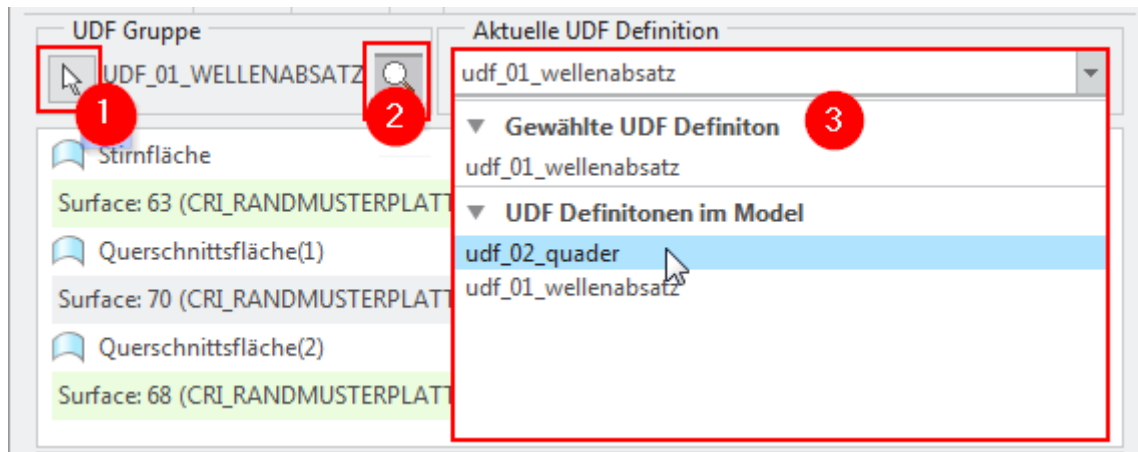 UDF Gruppe
UDF_01_WELLENABSATZ
1
2
Stirnfläche
Surface: 63 (CRI_RANDMUSTERPLATT
Querschnittsfläche(1)
Surface: 70 (CRI_RANDMUSTERPLATT
Querschnittsfläche(2)
Surface: 68 (CRI_RANDMUSTERPLATT
Aktuelle UDF Definition
udf_01_wellenabsatz
Gewählte UDF Definiton
3
udf_01_wellenabsatz
UDF Definitonen im Model
udf_02_quader
udf_01_wellenabsatz